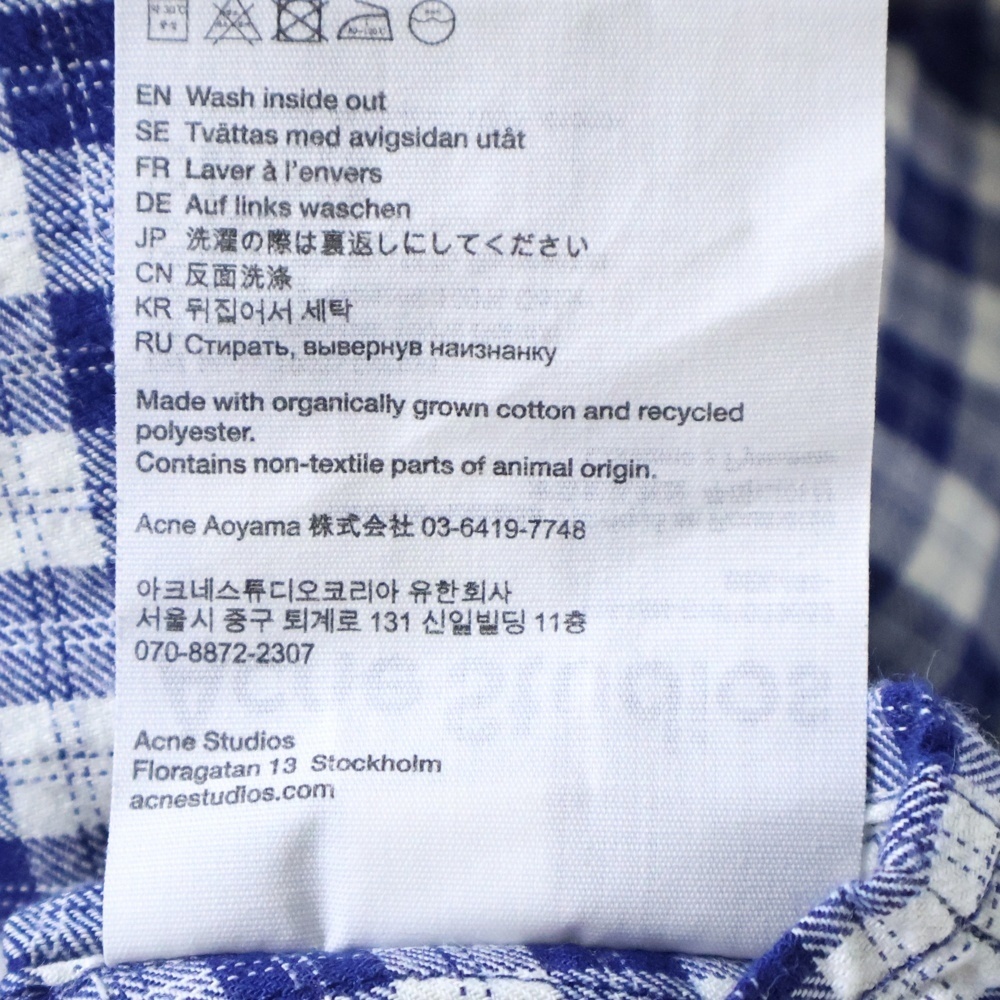 EN Wash inside out
SE Tvättas med avigsidan utåt
FR Laver à l'envers
DE Auf links waschen
JP 洗濯の際は裏返しにしてください
CN 反面洗涤
KR 뒤집어서 세탁
RU Стирать, вывернув наизнанку
Made with organically grown cotton and recycled
polyester.
Contains non-textile parts of animal origin.
Acne Aoyama 株式会社 03-6419-7748
아크네스튜디오코리아 유한회사
서울시 중구 퇴계로 131 신일빌딩 11층
070-8872-2307
Acne Studios
Floragatan 13 Stockholm
acnestudios.com